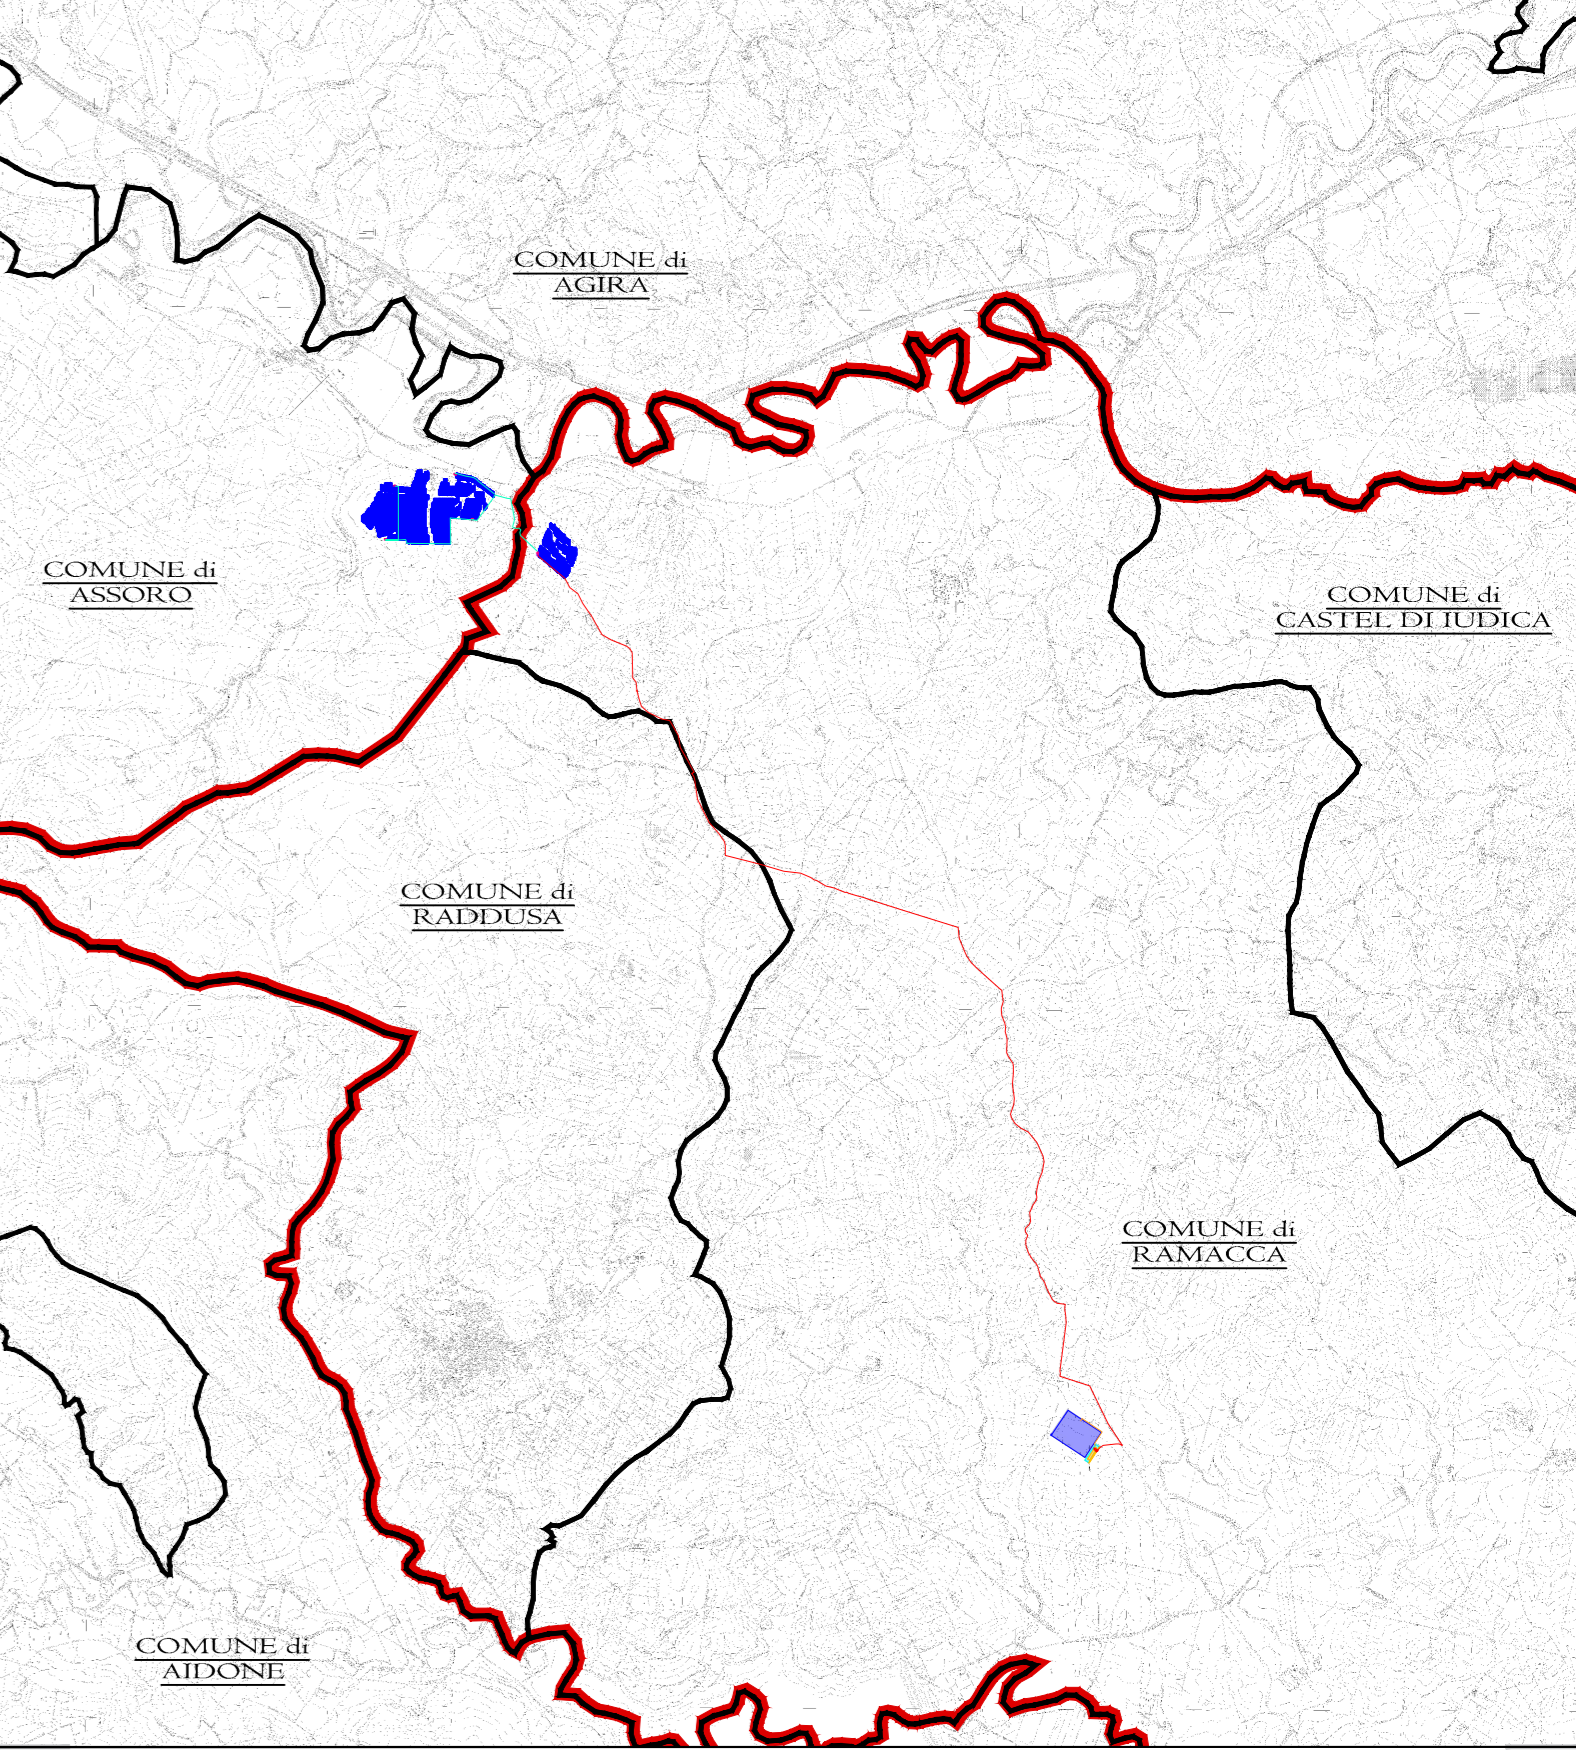 COMUNE di
AGIRA
COMUNE di
ASSORO
COMUNE di
CASTEL DI IUDICA
COMUNE di
RADDUSA
COMUNE di
RAMACCA
COMUNE di
AIDONE